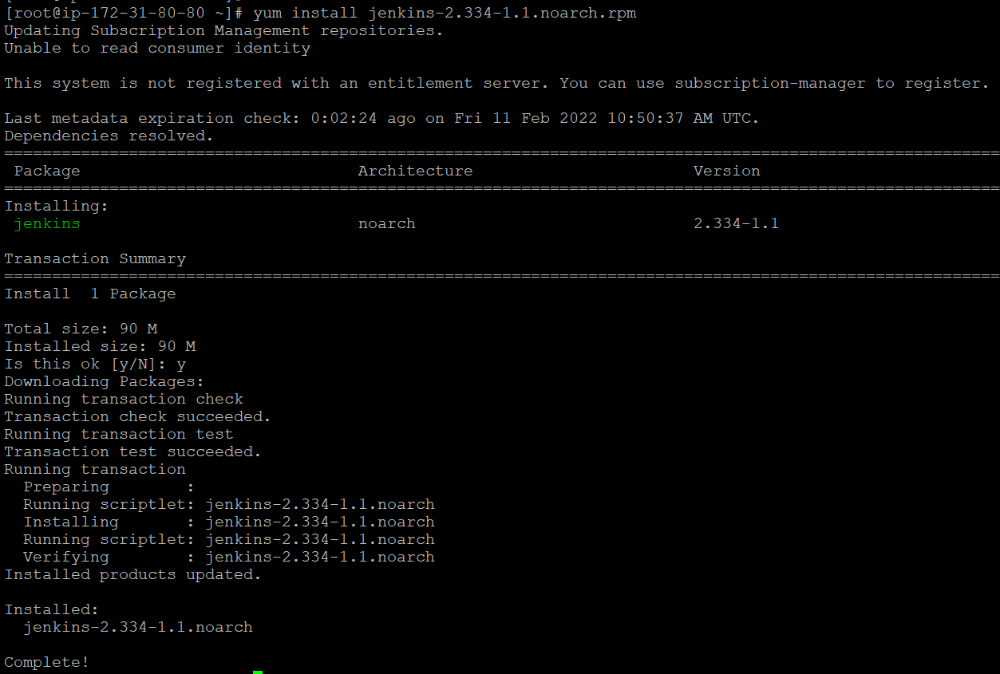 [root@ip-172-31-80-80 ~]# yum install jenkins-2.334-1.1.noarch.rpm
Updating Subscription Management repositories.
Unable to read consumer identity
This system is not registered with an entitlement server. You can use subscription-manager to register.
Last metadata expiration check: 0:02:24 ago on Fri 11 Feb 2022 10:50:37 AM UTC.
Dependencies resolved.
========================================================================================================
Package Architecture Version
========================================================================================================
Installing:
jenkins noarch 2.334-1.1
Transaction Summary
========================================================================================================
Install  1 Package
Total size: 90 M
Installed size: 90 M
Is this ok [y/N]: y
Downloading Packages:
Running transaction check
Transaction check succeeded.
Running transaction test
Transaction test succeeded.
Running transaction
Preparing        :
Running scriptlet: jenkins-2.334-1.1.noarch
Installing       : jenkins-2.334-1.1.noarch
Running scriptlet: jenkins-2.334-1.1.noarch
Verifying        : jenkins-2.334-1.1.noarch
Installed products updated.
Installed:
jenkins-2.334-1.1.noarch
Complete!